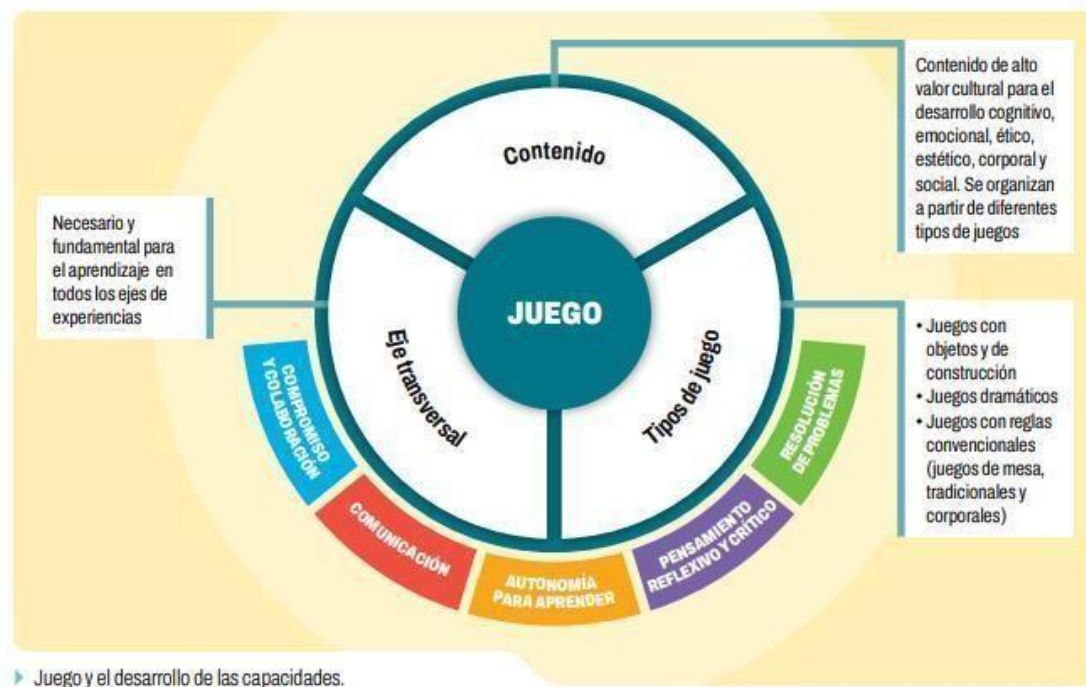 Contenido
JUEGO
Eje transversal
Tipos de juego
Contenido de alto
valor cultural para el
desarrollo cognitivo,
emocional, ético,
estético, corporal y
social. Se organizan
a partir de diferentes
tipos de juegos
Necesario y
fundamental para
el aprendizaje en
todos los ejes de
experiencias
• Juegos con
objetos y de
construcción
• Juegos dramáticos
• Juegos con reglas
convencionales
(juegos de mesa,
tradicionales y
corporales)
COMPROMISO
Y COLABORACIÓN
COMUNICACIÓN
AUTONOMÍA
PARA APRENDER
PENSAMIENTO
REFLEXIVO Y CRÍTICO
RESOLUCIÓN
DE PROBLEMAS
Juego y el desarrollo de las capacidades.